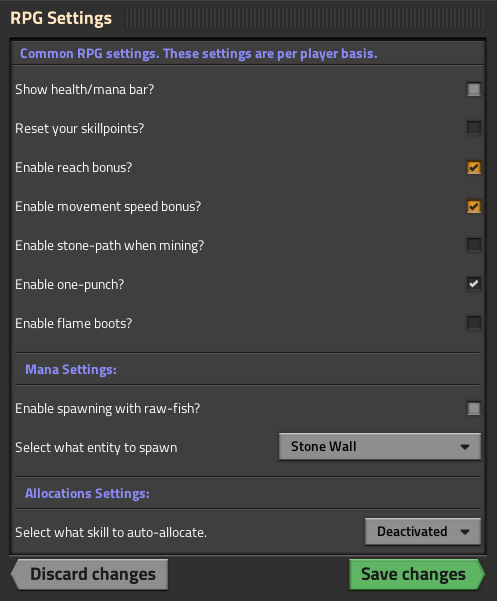 RPG Settings
Common RPG settings. These settings are per player basis.
Show health/mana bar?
Reset your skillpoints?
Enable reach bonus?
Enable movement speed bonus?
Enable stone-path when mining?
Enable one-punch?
Enable flame boots?
Mana Settings:
Enable spawning with raw-fish?
Select what entity to spawn
Stone Wall
Allocations Settings:
Select what skill to auto-allocate.
Deactivated
Discard changes
Save changes